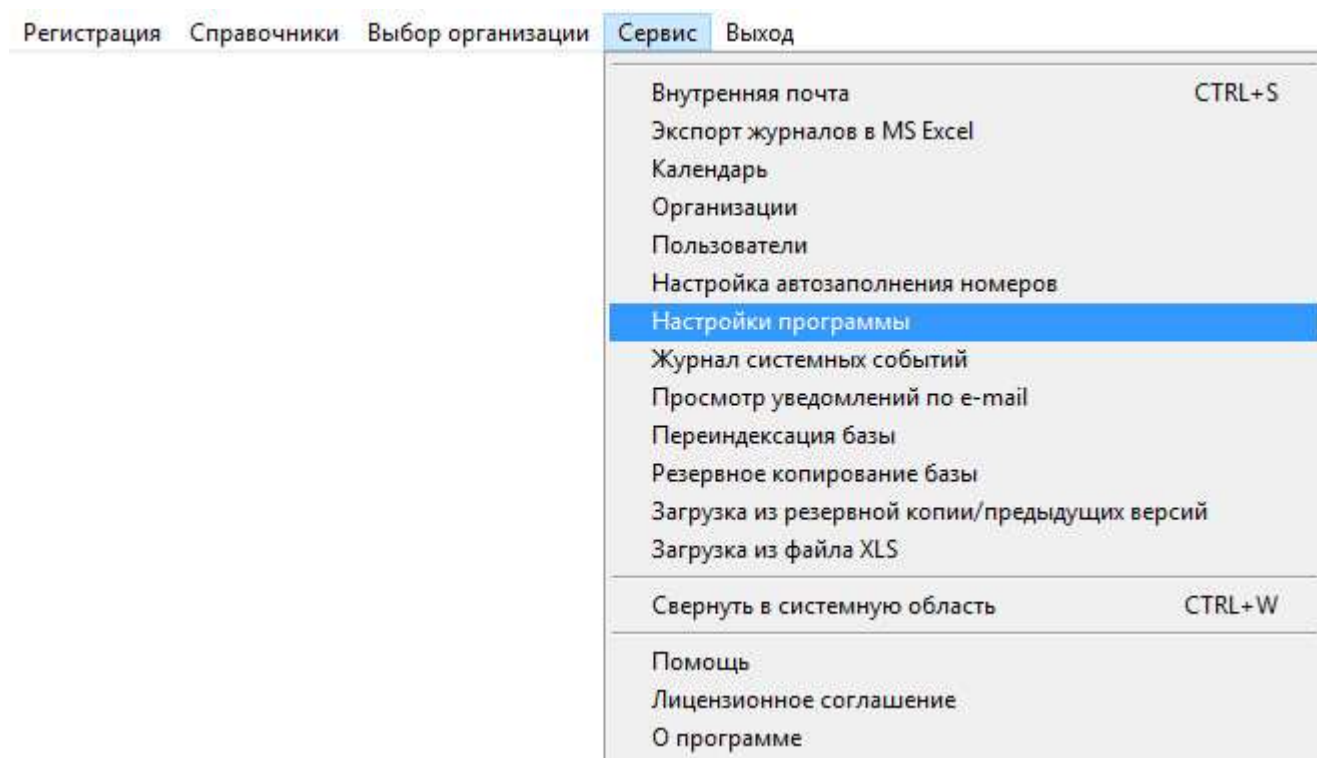 Регистрация Справочники Выбор организации Сервис Выход
Внутренняя почта CTRL+S
Экспорт журналов в MS Excel
Календарь
Организации
Пользователи
Настройка автозаполнения номеров
Настройки программы
Журнал системных событий
Просмотр уведомлений по e-mail
Переиндексация базы
Резервное копирование базы
Загрузка из резервной копии/предыдущих версий
Загрузка из файла XLS
Свернуть в системную область CTRL+W
Помощь
Лицензионное соглашение
О программе